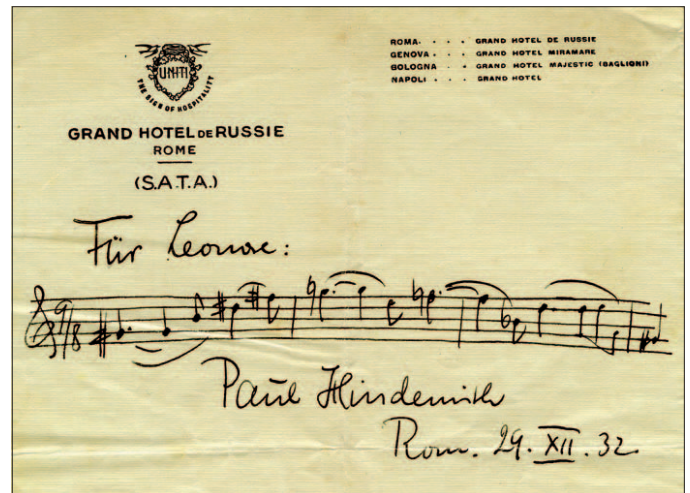 UNITI
THE SIGN OF HOSPITALITY
GRAND HOTEL DE RUSSIE
ROME
(S.A.T.A.)
ROMA . . . GRAND HOTEL DE RUSSIE
GENOVA . . . GRAND HOTEL MIRAMARE
BOLOGNA . . GRAND HOTEL MAJESTIC (BAGLIONI)
NAPOLI . . . GRAND HOTEL
Für Leonore:
9/8
Paul Hindemith
Rom. 29. XII. 32.